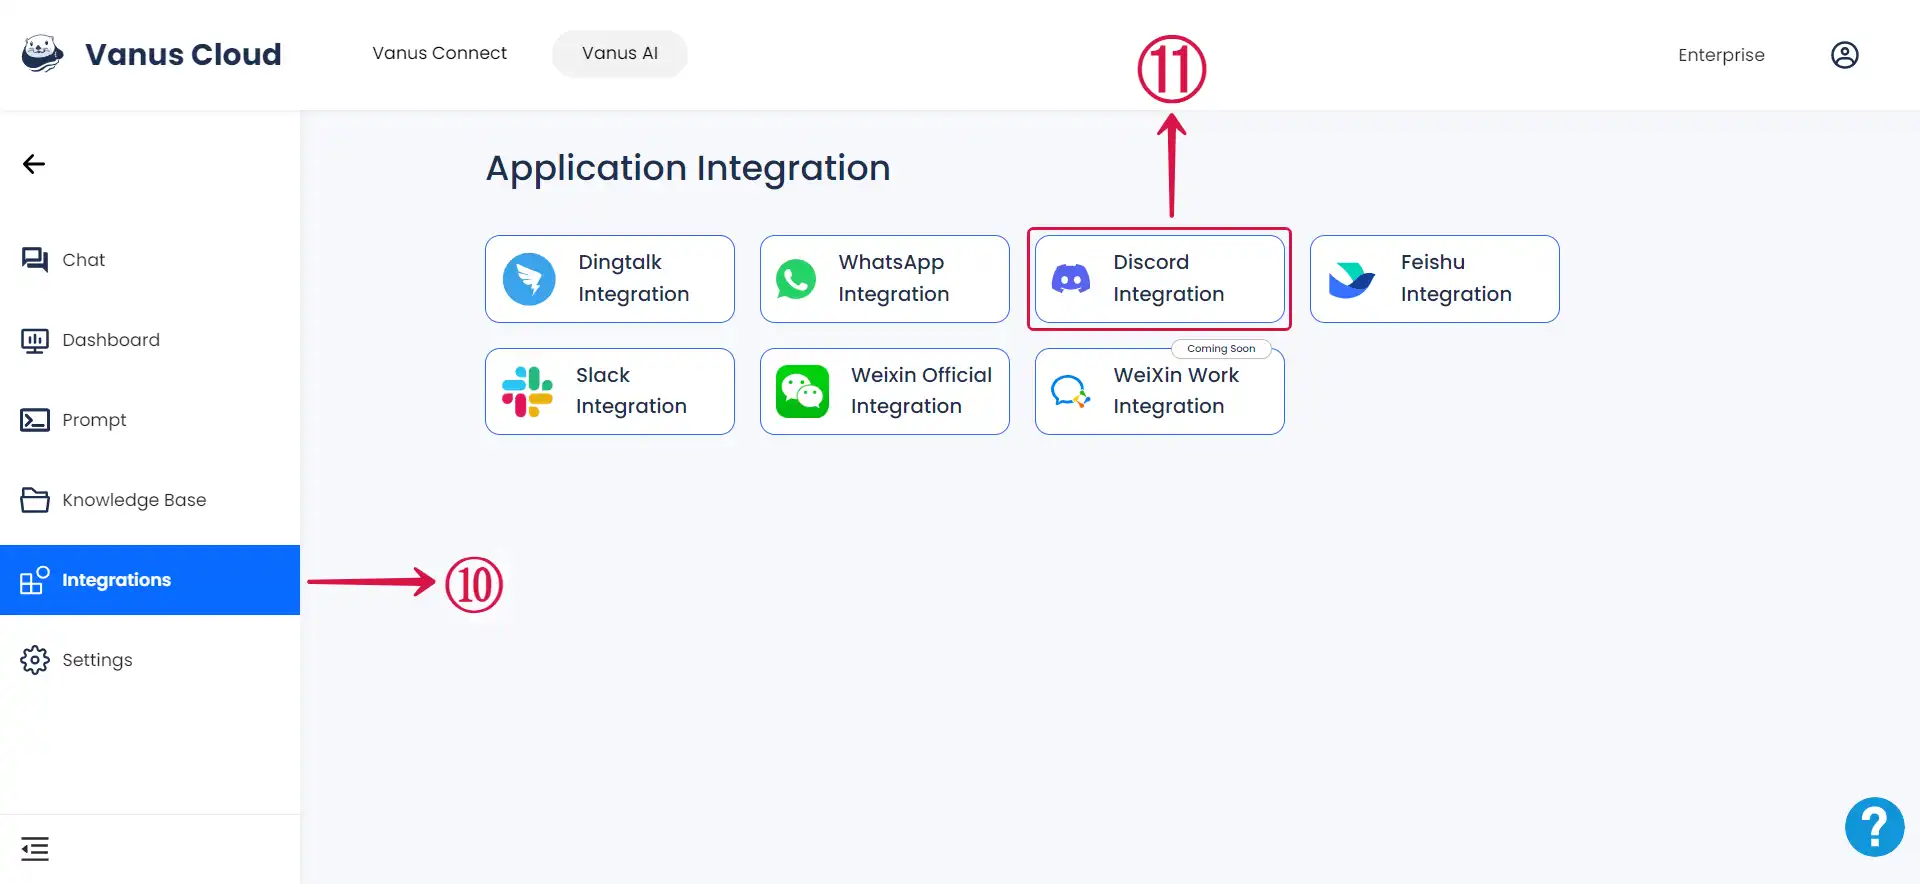 Vanus Cloud
Vanus Connect
Vanus AI
⑪
Enterprise
Application Integration
Chat
Dashboard
Prompt
Knowledge Base
Integrations
⑩
Settings
Dingtalk
Integration
WhatsApp
Integration
Discord
Integration
Feishu
Integration
Slack
Integration
Weixin Official
Integration
Coming Soon
WeiXin Work
Integration
?